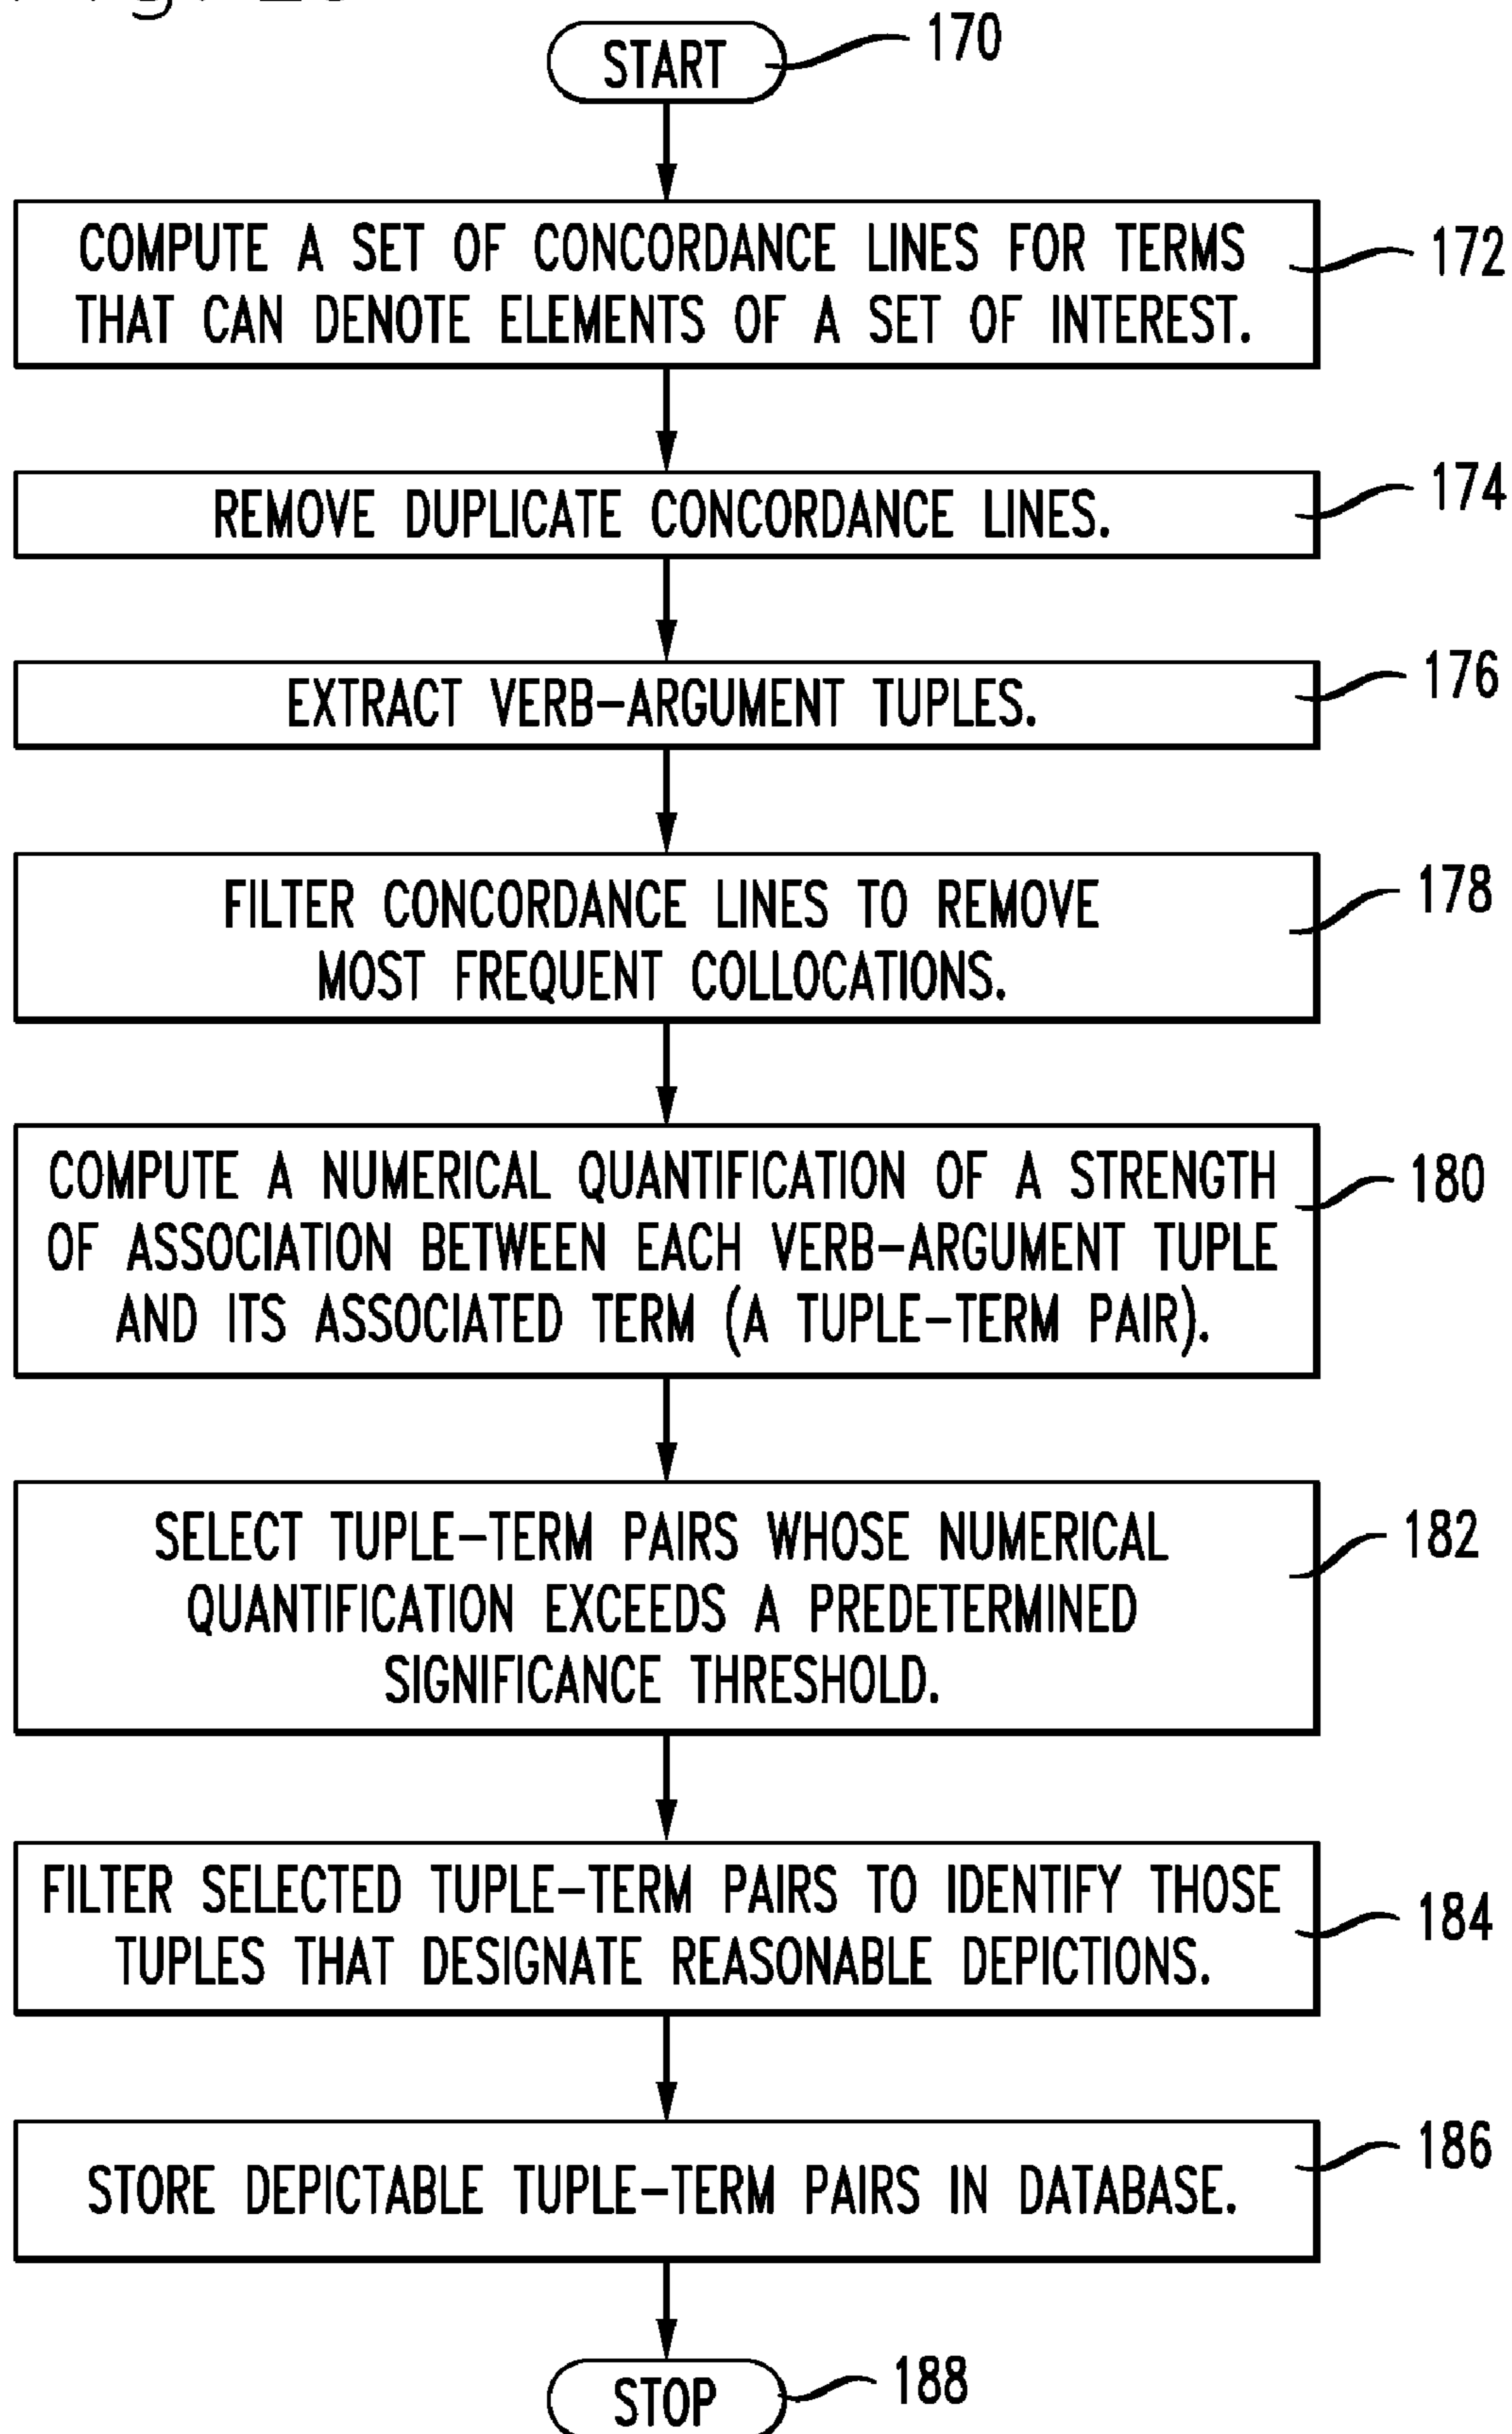 START
170
COMPUTE A SET OF CONCORDANCE LINES FOR TERMS
THAT CAN DENOTE ELEMENTS OF A SET OF INTEREST.
172
REMOVE DUPLICATE CONCORDANCE LINES.
174
EXTRACT VERB-ARGUMENT TUPLES.
176
FILTER CONCORDANCE LINES TO REMOVE
MOST FREQUENT COLLOCATIONS.
178
COMPUTE A NUMERICAL QUANTIFICATION OF A STRENGTH
OF ASSOCIATION BETWEEN EACH VERB-ARGUMENT TUPLE
AND ITS ASSOCIATED TERM (A TUPLE-TERM PAIR).
180
SELECT TUPLE-TERM PAIRS WHOSE NUMERICAL
QUANTIFICATION EXCEEDS A PREDETERMINED
SIGNIFICANCE THRESHOLD.
182
FILTER SELECTED TUPLE-TERM PAIRS TO IDENTIFY THOSE
TUPLES THAT DESIGNATE REASONABLE DEPICTIONS.
184
STORE DEPICTABLE TUPLE-TERM PAIRS IN DATABASE.
186
STOP
188